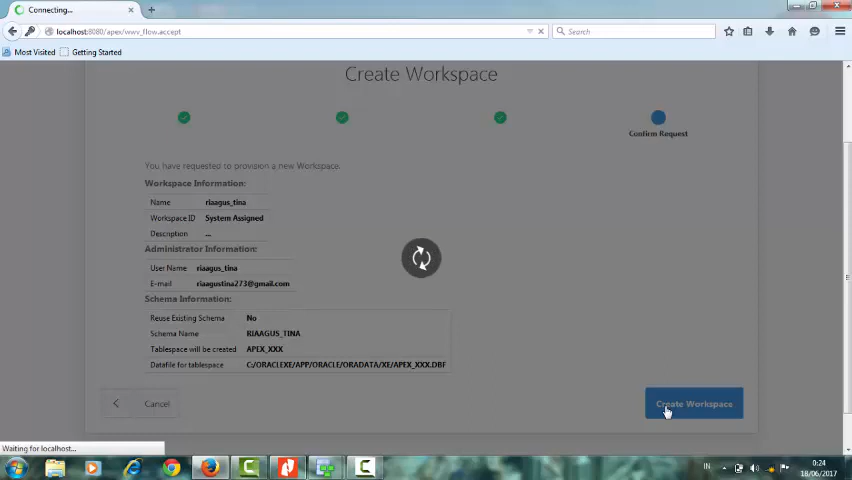 Connecting...
localhost:8080/apex/wwv_flow.accept
Search
Most Visited
Getting Started
Create Workspace
Confirm Request
You have requested to provision a new Workspace.
Workspace Information:
Name riaagus_tina
Workspace ID System Assigned
Description ...
Administrator Information:
User Name riaagus_tina
E-mail riaagustina273@gmail.com
Schema Information:
Reuse Existing Schema No
Schema Name RIAAGUS_TINA
Tablespace will be created APEX_XXX
Datafile for tablespace C:/ORACLEXE/APP/ORACLE/ORADATA/XE/APEX_XXX.DBF
Cancel
Create Workspace
Waiting for localhost...
IN
0:24
18/06/2017